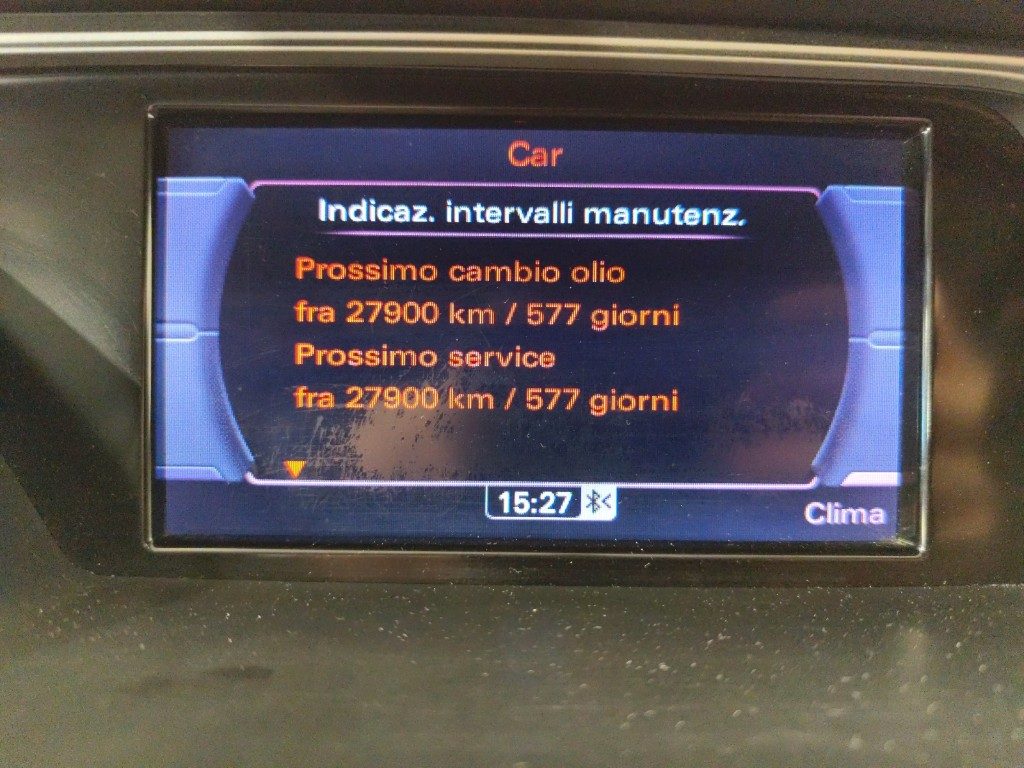 Car
Indicaz. intervalli manutenz.
Prossimo cambio olio
fra 27900 km / 577 giorni
Prossimo service
fra 27900 km / 577 giorni
15:27
Clima